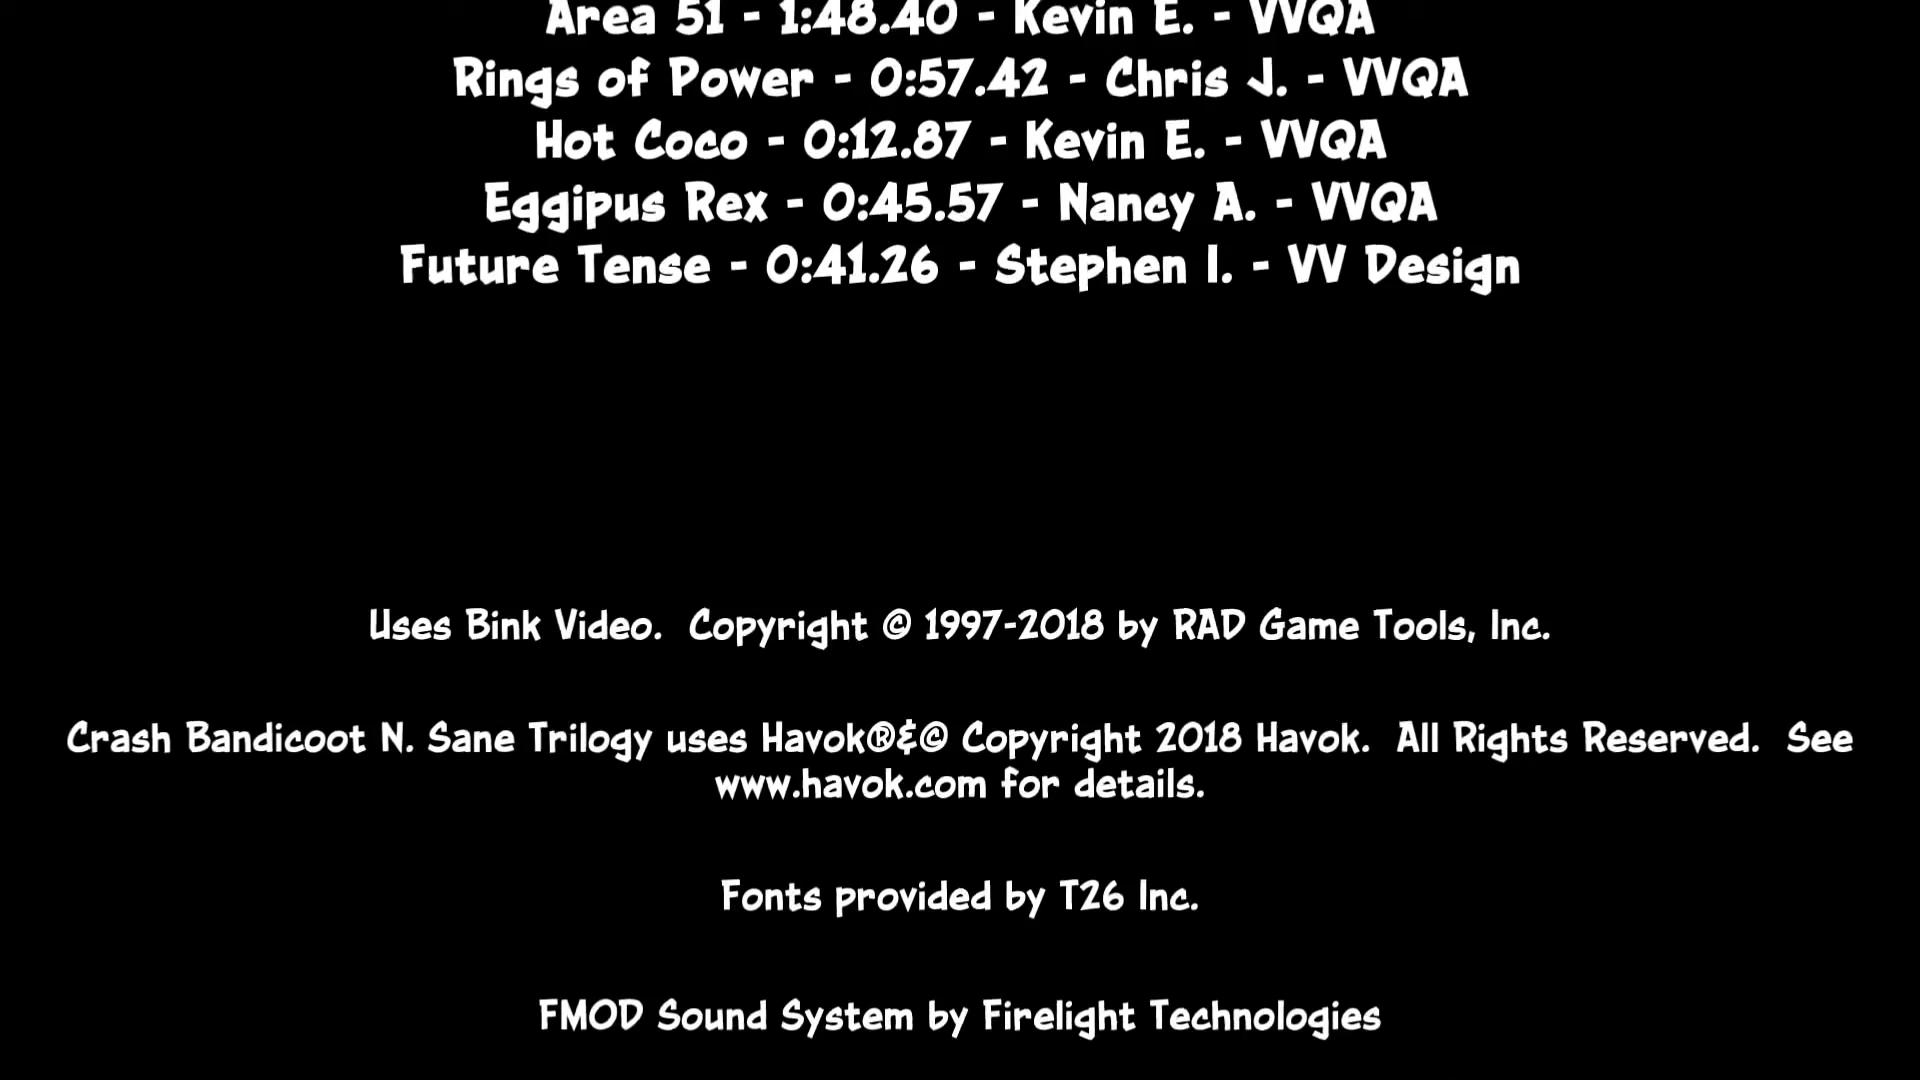 Area 51 - 1:48.40 - Kevin E. - VVQA
Rings of Power - 0:57.42 - Chris J. - VVQA
Hot Coco - 0:12.87 - Kevin E. - VVQA
Eggipus Rex - 0:45.57 - Nancy A. - VVQA
Future Tense - 0:41.26 - Stephen I. - VV Design
Uses Bink Video.  Copyright © 1997-2018 by RAD Game Tools, Inc.
Crash Bandicoot N. Sane Trilogy uses Havok®&© Copyright 2018 Havok.  All Rights Reserved.  See
www.havok.com for details.
Fonts provided by T26 Inc.
FMOD Sound System by Firelight Technologies